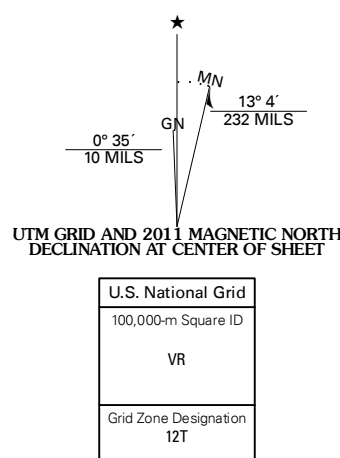 ★
MN
GN
13° 4´
232 MILS
0° 35´
10 MILS
UTM GRID AND 2011 MAGNETIC NORTH
DECLINATION AT CENTER OF SHEET
U.S. National Grid
100,000-m Square ID
VR
Grid Zone Designation
12T